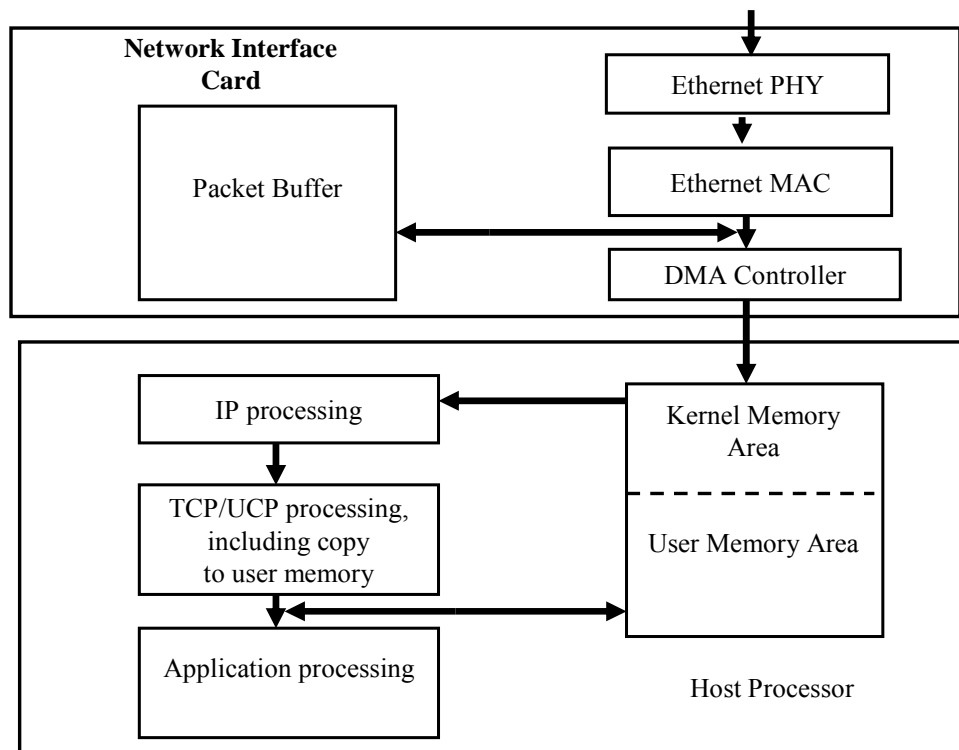 Network Interface
Card
Ethernet PHY
Ethernet MAC
Packet Buffer
DMA Controller
IP processing
Kernel Memory
Area
TCP/UCP processing,
including copy
to user memory
User Memory Area
Application processing
Host Processor